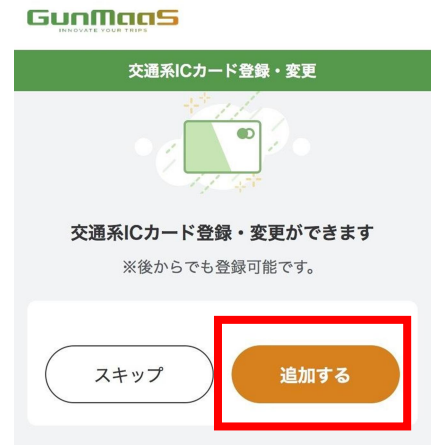 GunMaaS
INNOVATE YOUR TRIPS
交通系ICカード登録・変更
交通系ICカード登録・変更ができます
※後からでも登録可能です。
スキップ
追加する